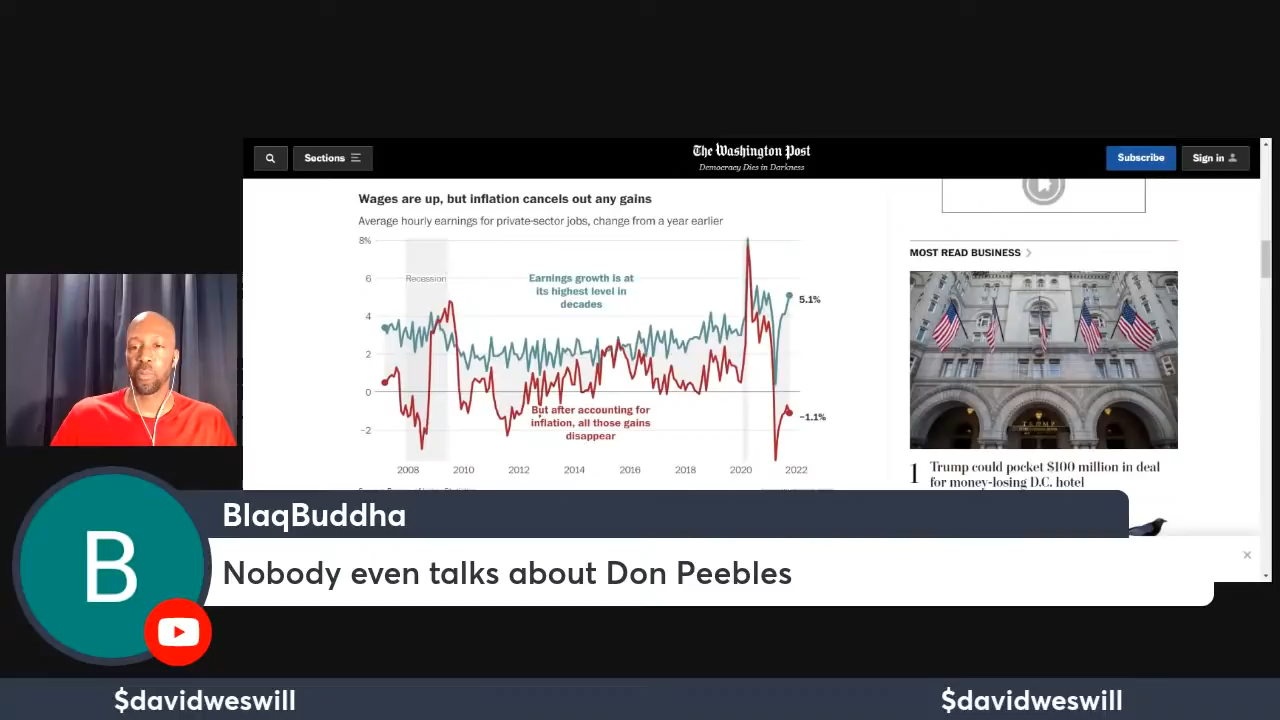 The Washington Post
Democracy Dies in Darkness
Sections
Subscribe
Sign in
Wages are up, but inflation cancels out any gains
Average hourly earnings for private-sector jobs, change from a year earlier
8%
6
2
0
−2
Recession
Earnings growth is at
its highest level in
decades
5.1%
But after accounting for
inflation, all those gains
disappear
−1.1%
2008 2010 2012 2014 2016 2018 2020 2022
MOST READ BUSINESS
TRUMP
1 Trump could pocket $100 million in deal
for money-losing D.C. hotel
B
BlaqBuddha
Nobody even talks about Don Peebles
$davidweswill
$davidweswill